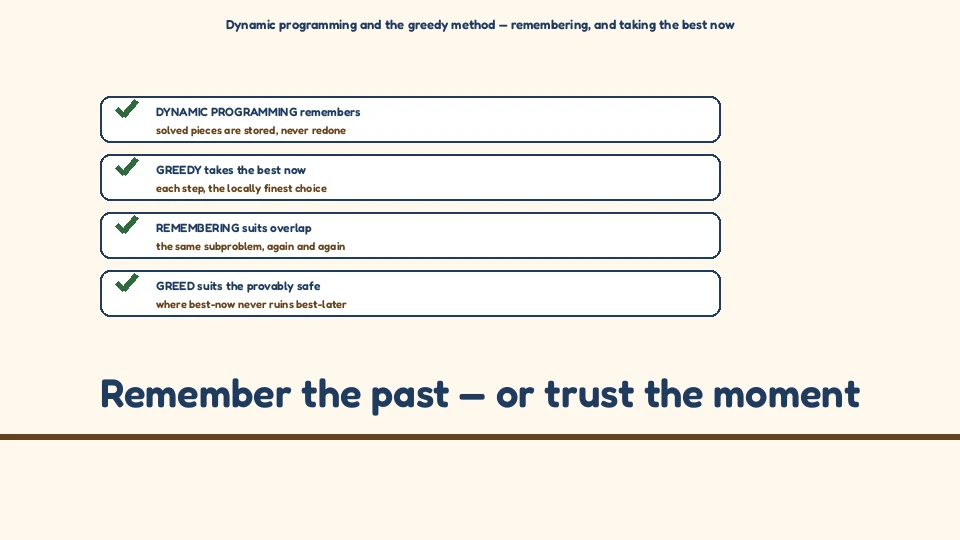 Dynamic programming and the greedy method — remembering, and taking the best now
DYNAMIC PROGRAMMING remembers
solved pieces are stored, never redone
GREEDY takes the best now
each step, the locally finest choice
REMEMBERING suits overlap
the same subproblem, again and again
GREED suits the provably safe
where best-now never ruins best-later
Remember the past — or trust the moment